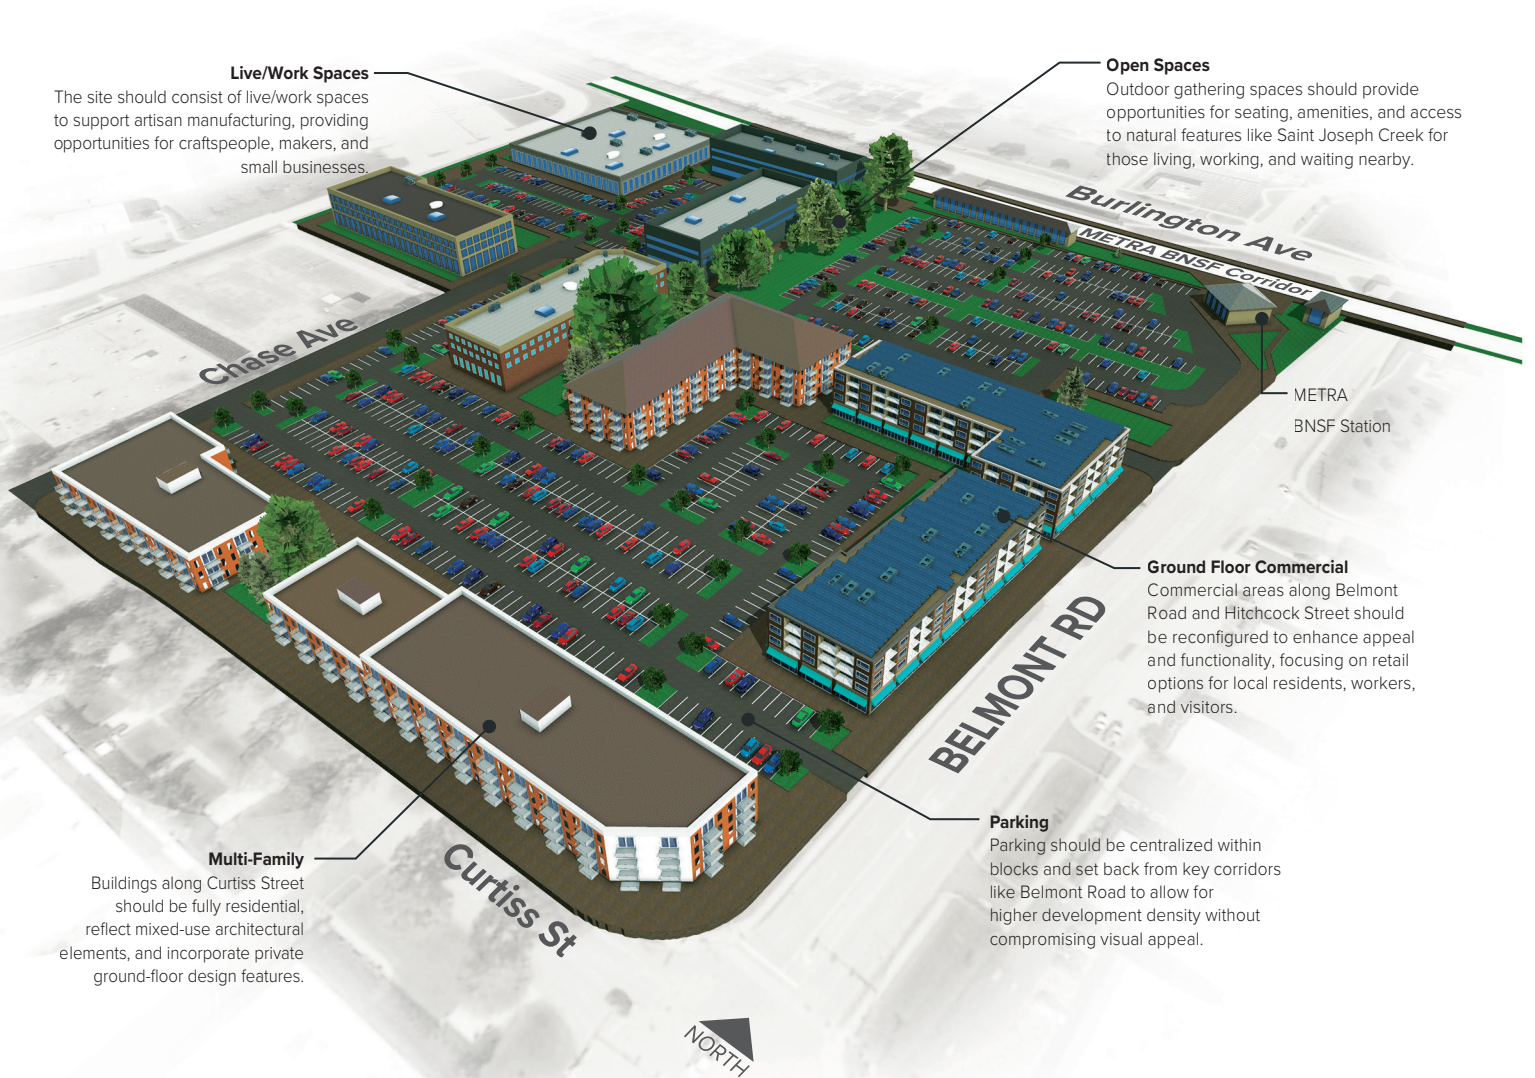 Live/Work Spaces
The site should consist of live/work spaces
to support artisan manufacturing, providing
opportunities for craftspeople, makers, and
small businesses.
Open Spaces
Outdoor gathering spaces should provide
opportunities for seating, amenities, and access
to natural features like Saint Joseph Creek for
those living, working, and waiting nearby.
Burlington Ave
METRA BNSF Corridor
Chase Ave
METRA
BNSF Station
Ground Floor Commercial
Commercial areas along Belmont
Road and Hitchcock Street should
be reconfigured to enhance appeal
and functionality, focusing on retail
options for local residents, workers,
and visitors.
BELMONT RD
Parking
Parking should be centralized within
blocks and set back from key corridors
like Belmont Road to allow for
higher development density without
compromising visual appeal.
Multi-Family
Buildings along Curtiss Street
should be fully residential,
reflect mixed-use architectural
elements, and incorporate private
ground-floor design features.
Curtiss St
NORTH